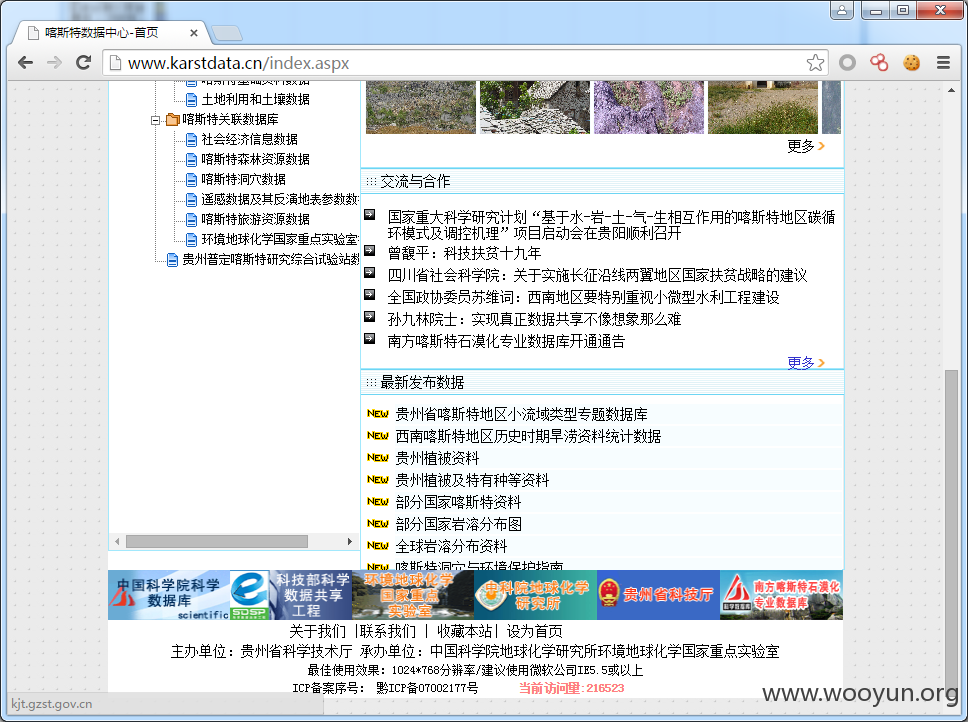 喀斯特数据中心-首页
www.karstdata.cn/index.aspx
喀斯特基础资料数据
土地利用和土壤数据
喀斯特关联数据库
社会经济信息数据
喀斯特森林资源数据
喀斯特洞穴数据
遥感数据及其反演地表参数数
喀斯特旅游资源数据
环境地球化学国家重点实验室
贵州普定喀斯特研究综合试验站数
更多
交流与合作
国家重大科学研究计划“基于水-岩-土-气-生相互作用的喀斯特地区碳循
环模式及调控机理”项目启动会在贵阳顺利召开
曾馥平：科技扶贫十九年
四川省社会科学院：关于实施长征沿线两翼地区国家扶贫战略的建议
全国政协委员苏维词：西南地区要特别重视小微型水利工程建设
孙九林院士：实现真正数据共享不像想象那么难
南方喀斯特石漠化专业数据库开通通告
更多
最新发布数据
NEW 贵州省喀斯特地区小流域类型专题数据库
NEW 西南喀斯特地区历史时期旱涝资料统计数据
NEW 贵州植被资料
NEW 贵州植被及特有种等资料
NEW 部分国家喀斯特资料
NEW 部分国家岩溶分布图
NEW 全球岩溶分布资料
NEW 喀斯特洞穴与环境保护指南
中国科学院科学
数据库
scientific
SDSP
科技部科学
数据共享
工程
环境地球化学
国家重点
实验室
中科院地球化学
研究所
贵州省科技厅
科学数据库
南方喀斯特石漠化
专业数据库
关于我们 |联系我们 | 收藏本站| 设为首页
主办单位：贵州省科学技术厅 承办单位：中国科学院地球化学研究所环境地球化学国家重点实验室
最佳使用效果：1024*768分辨率/建议使用微软公司IE5.5或以上
ICP备案序号： 黔ICP备07002177号 当前访问量:216523
kjt.gzst.gov.cn
www.wooyun.org